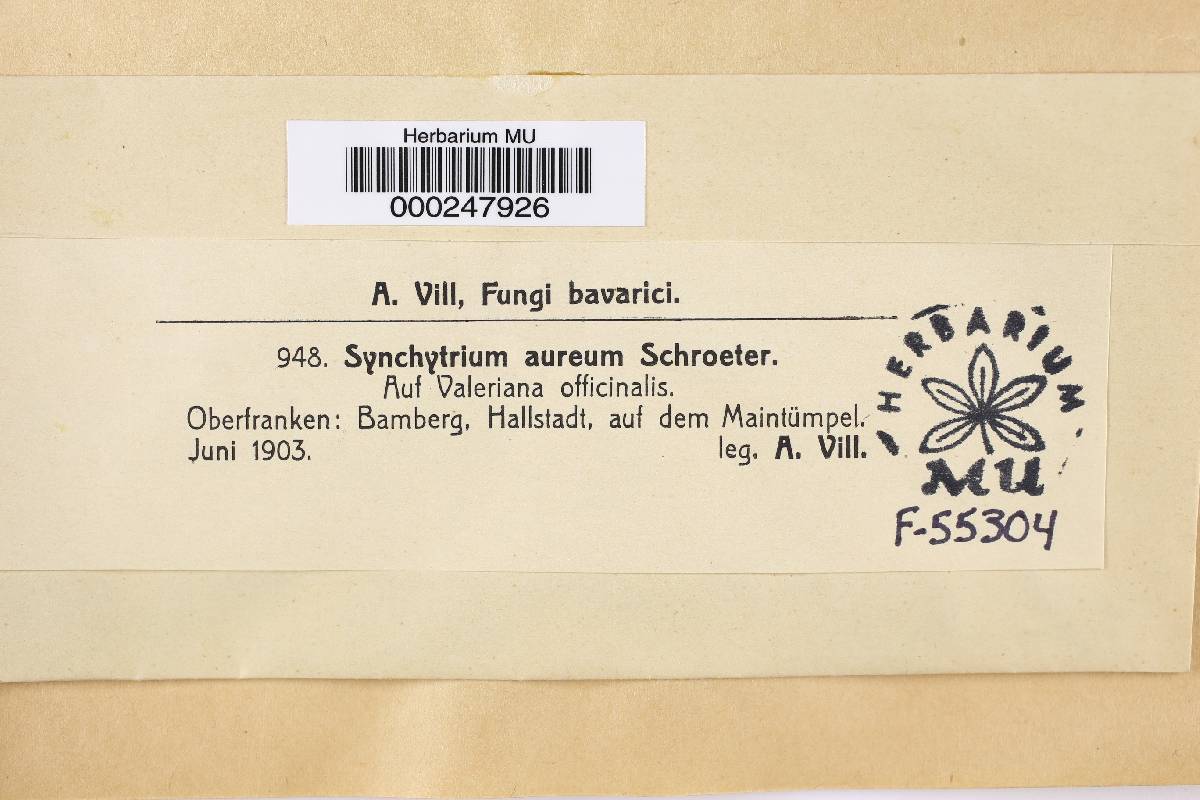 Herbarium MU
000247926
A. Vill, Fungi bavarici.
948. Synchytrium aureum Schroeter.
Auf Valeriana officinalis.
Oberfranken: Bamberg, Hallstadt, auf dem Maintümpel.
Juni 1903. leg. A. Vill.
HERBARIUM
MU
F-55304